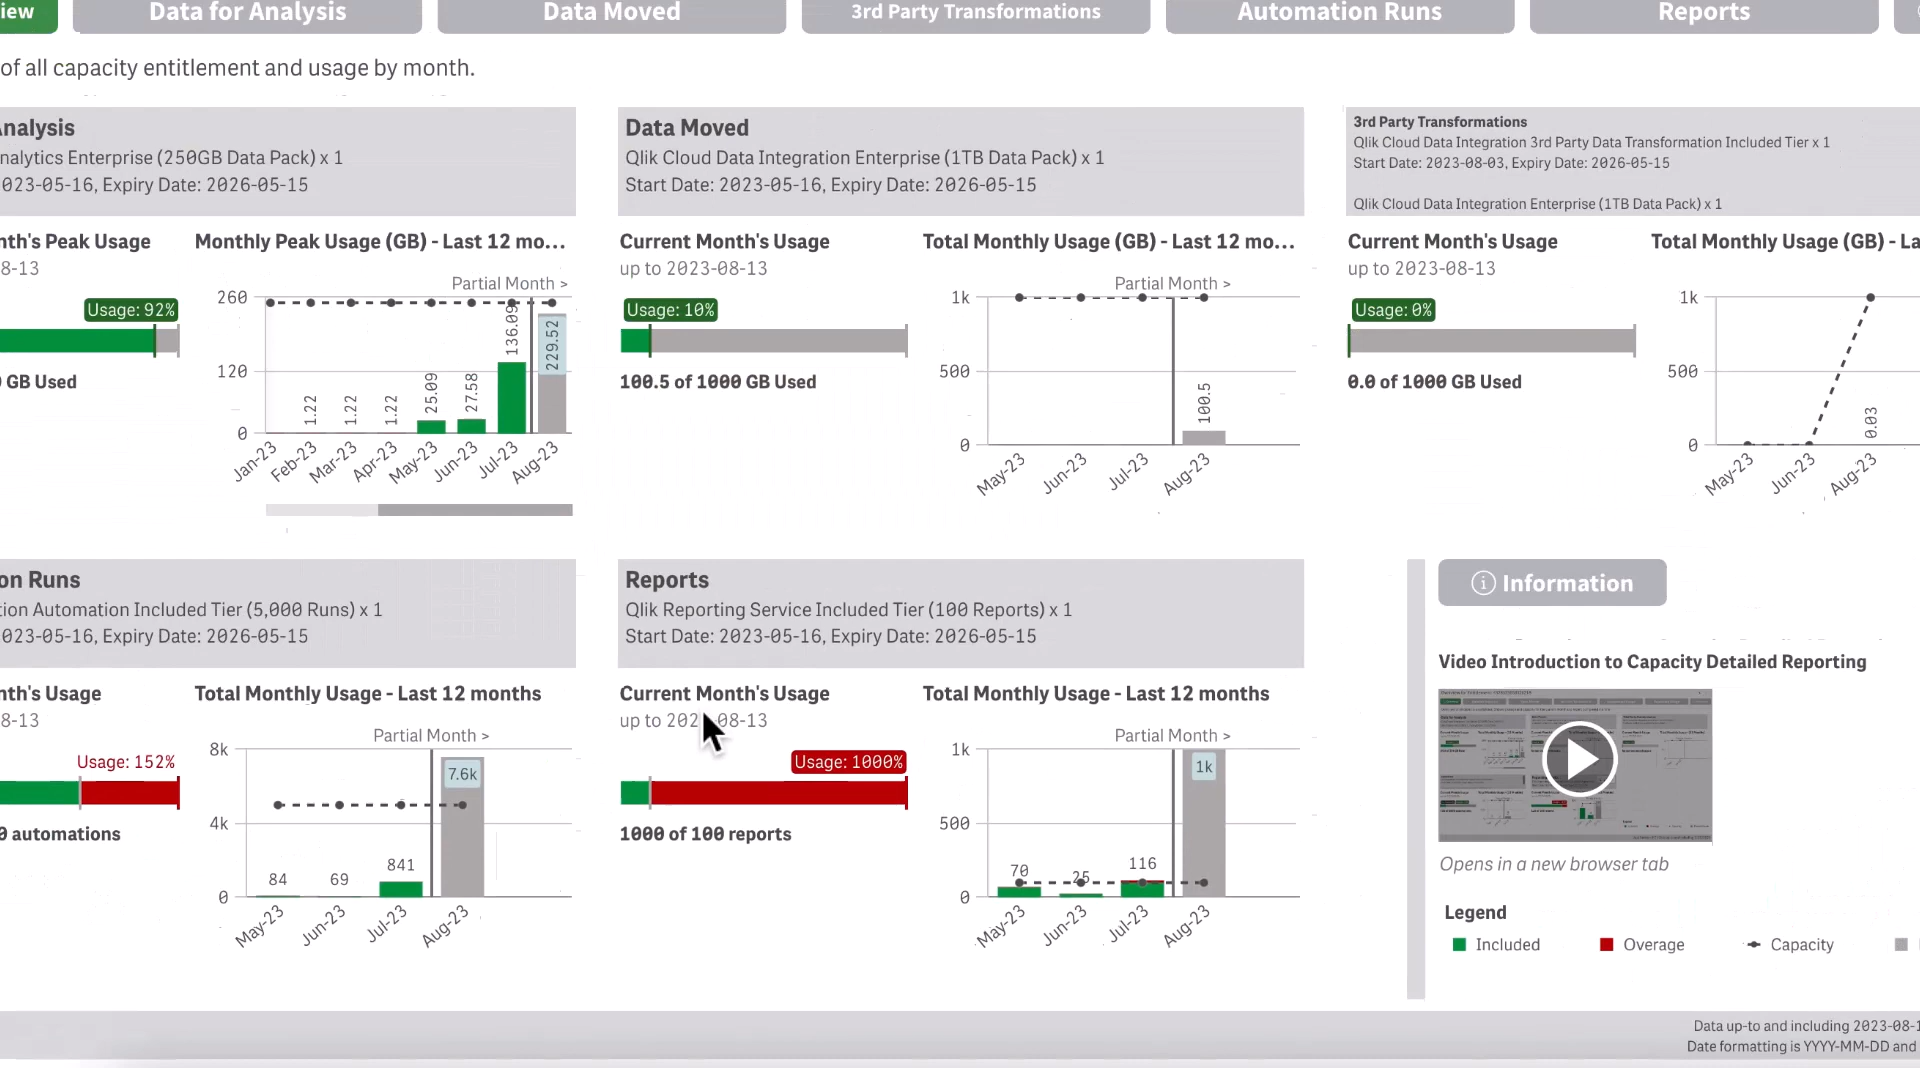 iew
Data for Analysis
Data Moved
3rd Party Transformations
Automation Runs
Reports
of all capacity entitlement and usage by month.
Analysis
nalytics Enterprise (250GB Data Pack) x 1
023-05-16, Expiry Date: 2026-05-15
nth's Peak Usage
8-13
Usage: 92%
GB Used
Monthly Peak Usage (GB) - Last 12 mo...
Partial Month >
260
120
0
1.22
1.22
1.22
25.09
27.58
136.09
229.52
Jan-23
Feb-23
Mar-23
Apr-23
May-23
Jun-23
Jul-23
Aug-23
Data Moved
Qlik Cloud Data Integration Enterprise (1TB Data Pack) x 1
Start Date: 2023-05-16, Expiry Date: 2026-05-15
Current Month's Usage
up to 2023-08-13
Usage: 10%
100.5 of 1000 GB Used
Total Monthly Usage (GB) - Last 12 mo...
Partial Month >
1k
500
0
100.5
May-23
Jun-23
Jul-23
Aug-23
3rd Party Transformations
Qlik Cloud Data Integration 3rd Party Data Transformation Included Tier x 1
Start Date: 2023-08-03, Expiry Date: 2026-05-15
Qlik Cloud Data Integration Enterprise (1TB Data Pack) x 1
Current Month's Usage
up to 2023-08-13
Usage: 0%
0.0 of 1000 GB Used
Total Monthly Usage (GB) - La
1k
500
0
0.03
May-23
Jun-23
Aug-23
on Runs
tion Automation Included Tier (5,000 Runs) x 1
023-05-16, Expiry Date: 2026-05-15
nth's Usage
8-13
Usage: 152%
0 automations
Total Monthly Usage - Last 12 months
Partial Month >
8k
4k
0
84
69
841
7.6k
May-23
Jun-23
Jul-23
Aug-23
Reports
Qlik Reporting Service Included Tier (100 Reports) x 1
Start Date: 2023-05-16, Expiry Date: 2026-05-15
Current Month's Usage
up to 202 08-13
Usage: 1000%
1000 of 100 reports
Total Monthly Usage - Last 12 months
Partial Month >
1k
500
0
70
25
116
1k
May-23
Jun-23
Jul-23
Aug-23
Information
Video Introduction to Capacity Detailed Reporting
Opens in a new browser tab
Legend
Included
Overage
Capacity
Data up-to and including 2023-08-1
Date formatting is YYYY-MM-DD and